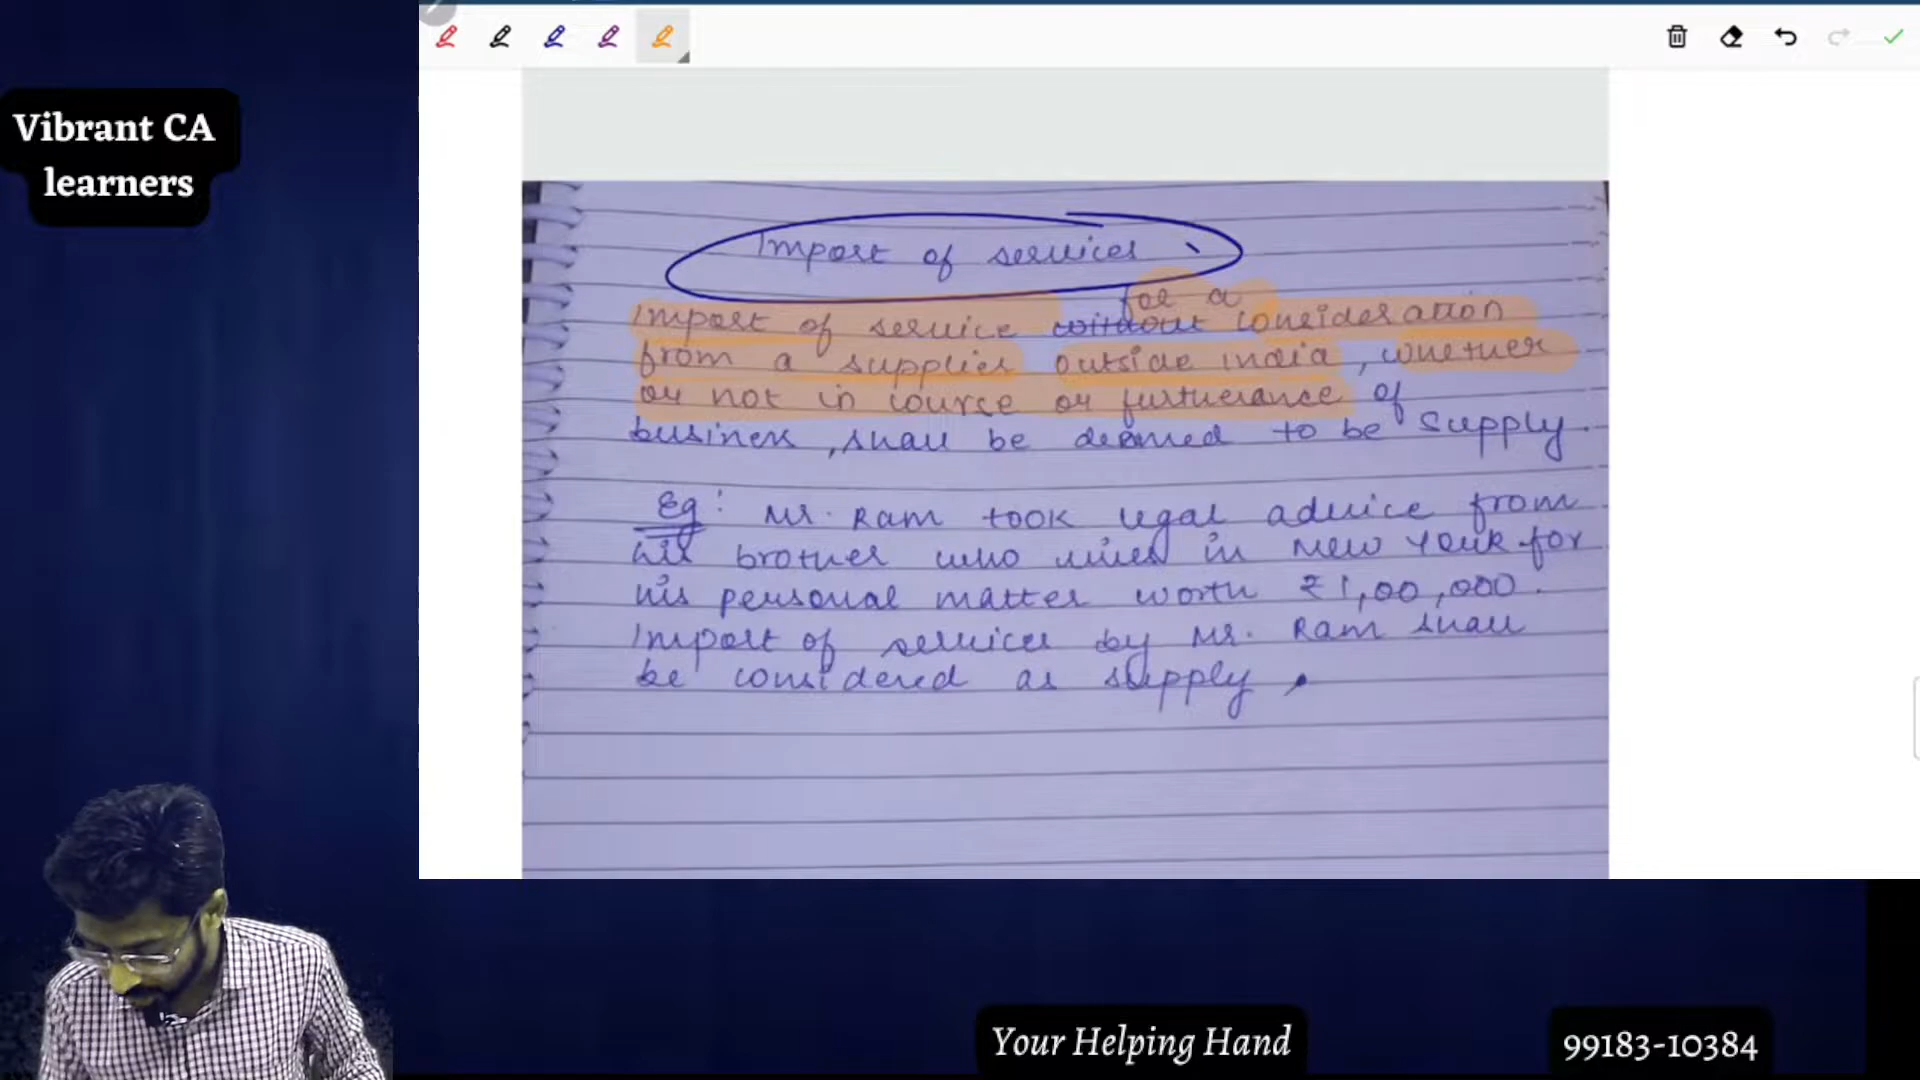 Vibrant CA
learners
Import of services
for a
Import of service without consideration
from a supplier outside india, whether
or not in course or furtherance of
business, shall be deemed to be supply.
Eg: Mr. Ram took legal advice from
his brother who lives in New York for
his personal matter worth ₹1,00,000.
Import of services by Mr. Ram shall
be considered as supply.
Your Helping Hand
99183-10384